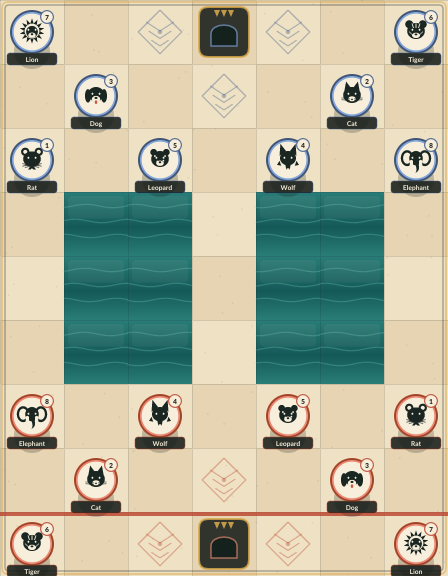 7 6
Lion Tiger
3 2
Dog Cat
1 5 4 8
Rat Leopard Wolf Elephant
8 4 5 1
Elephant Wolf Leopard Rat
2 3
Cat Dog
6 7
Tiger Lion